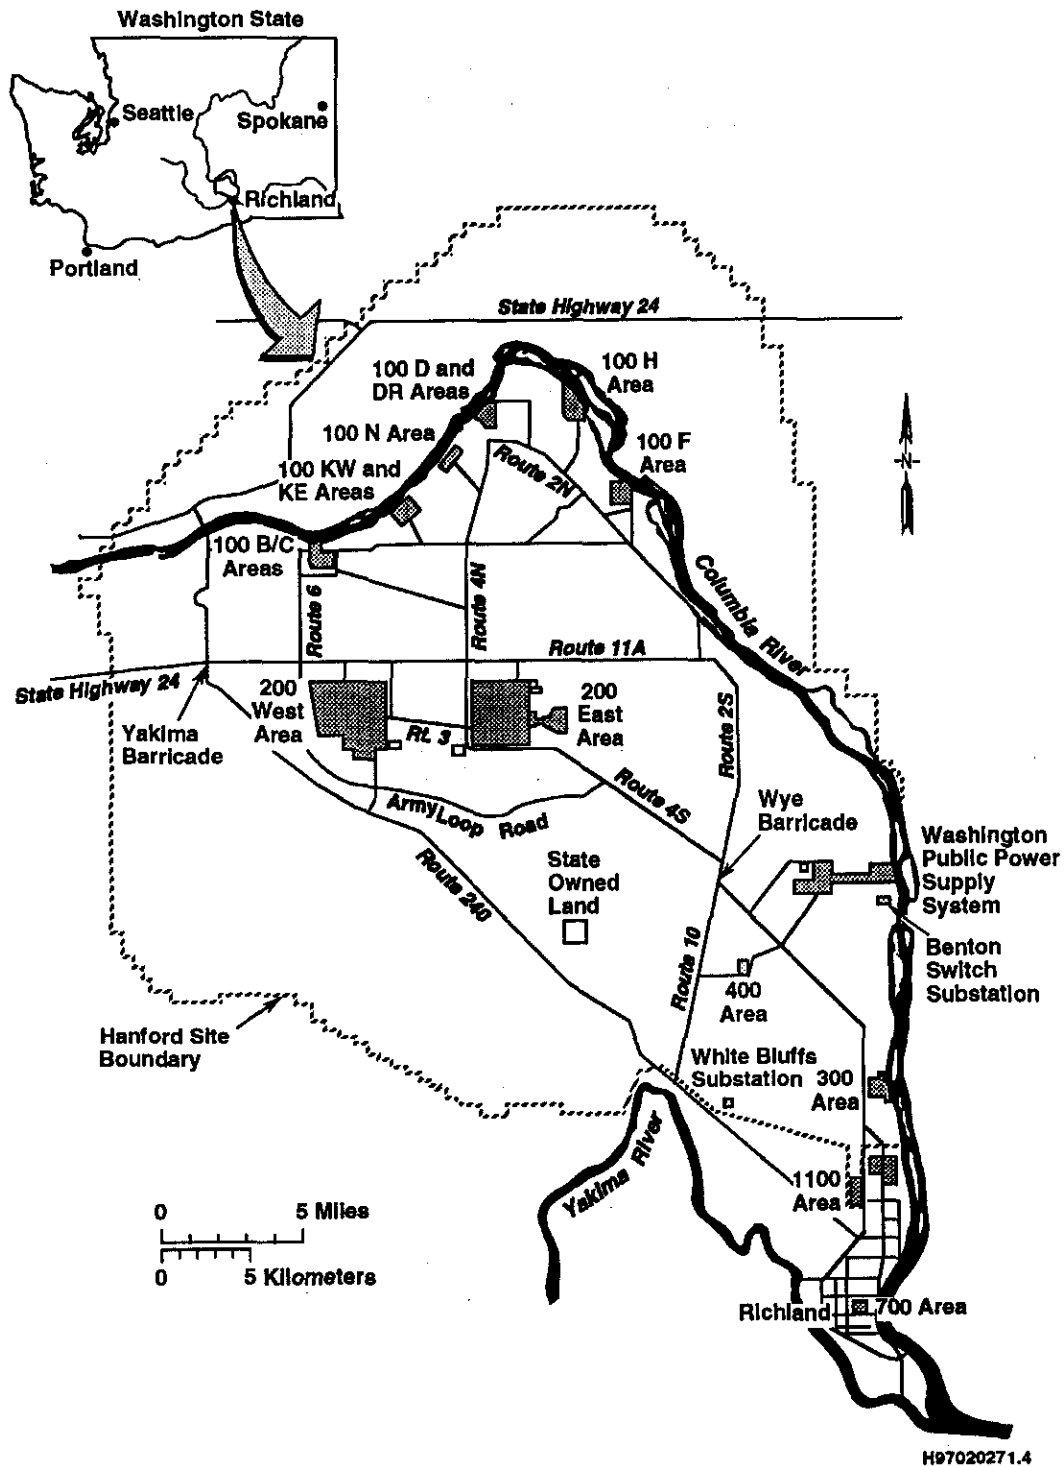 Washington State
Seattle
Spokane
Richland
Portland
State Highway 24
100 D and
DR Areas
100 H
Area
100 N Area
100 F
Area
100 KW and
KE Areas
Route 2N
N
100 B/C
Areas
Columbia River
Route 6
Route 4N
Route 11A
State Highway 24
200
West
Area
200
East
Area
Yakima
Barricade
Rt. 3
Route 2S
Route 4S
Army Loop Road
Wye
Barricade
Washington
Public Power
Supply
System
Route 240
State
Owned
Land
Route 10
Benton
Switch
Substation
400
Area
Hanford Site
Boundary
White Bluffs
Substation
300
Area
Yakima River
1100
Area
0 5 Miles
0 5 Kilometers
Richland
700 Area
H97020271.4